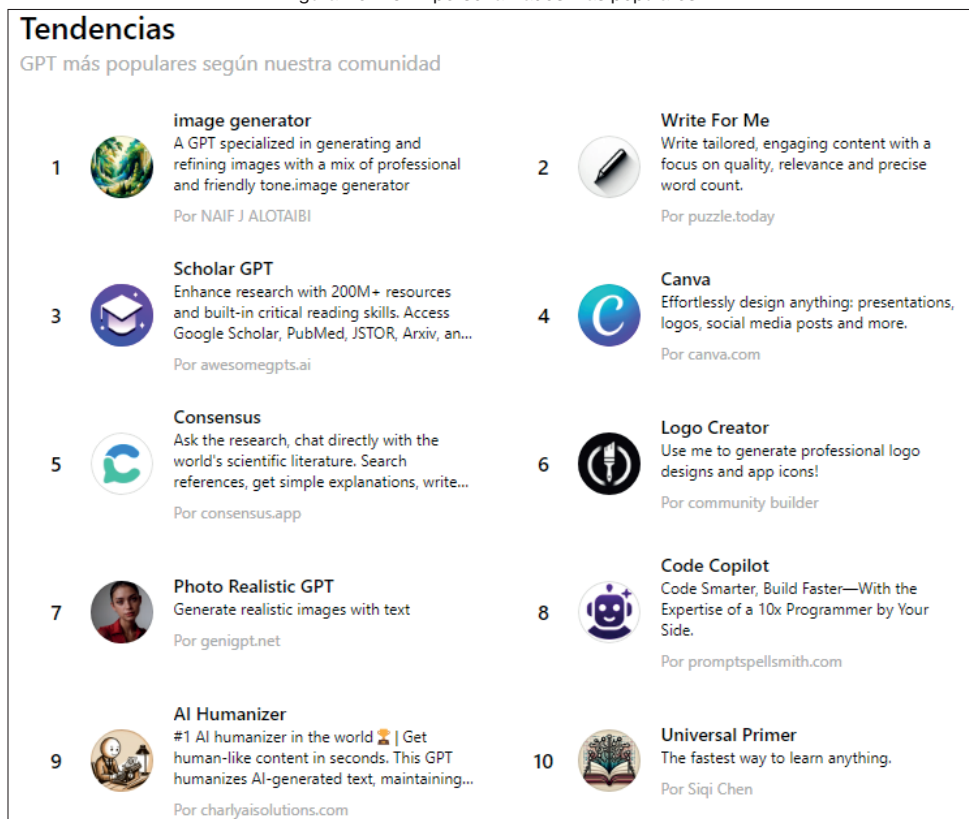 Tendencias
GPT más populares según nuestra comunidad
1
image generator
A GPT specialized in generating and
refining images with a mix of professional
and friendly tone.image generator
Por NAIF J ALOTAIBI
2
Write For Me
Write tailored, engaging content with a
focus on quality, relevance and precise
word count.
Por puzzle.today
3
Scholar GPT
Enhance research with 200M+ resources
and built-in critical reading skills. Access
Google Scholar, PubMed, JSTOR, Arxiv, an...
Por awesomegpts.ai
4
Canva
Effortlessly design anything: presentations,
logos, social media posts and more.
Por canva.com
5
Consensus
Ask the research, chat directly with the
world's scientific literature. Search
references, get simple explanations, write...
Por consensus.app
6
Logo Creator
Use me to generate professional logo
designs and app icons!
Por community builder
7
Photo Realistic GPT
Generate realistic images with text
Por genigpt.net
8
Code Copilot
Code Smarter, Build Faster—With the
Expertise of a 10x Programmer by Your
Side.
Por promptspellsmith.com
9
AI Humanizer
#1 AI humanizer in the world 🏆 | Get
human-like content in seconds. This GPT
humanizes AI-generated text, maintaining...
Por charlyaisolutions.com
10
Universal Primer
The fastest way to learn anything.
Por Siqi Chen